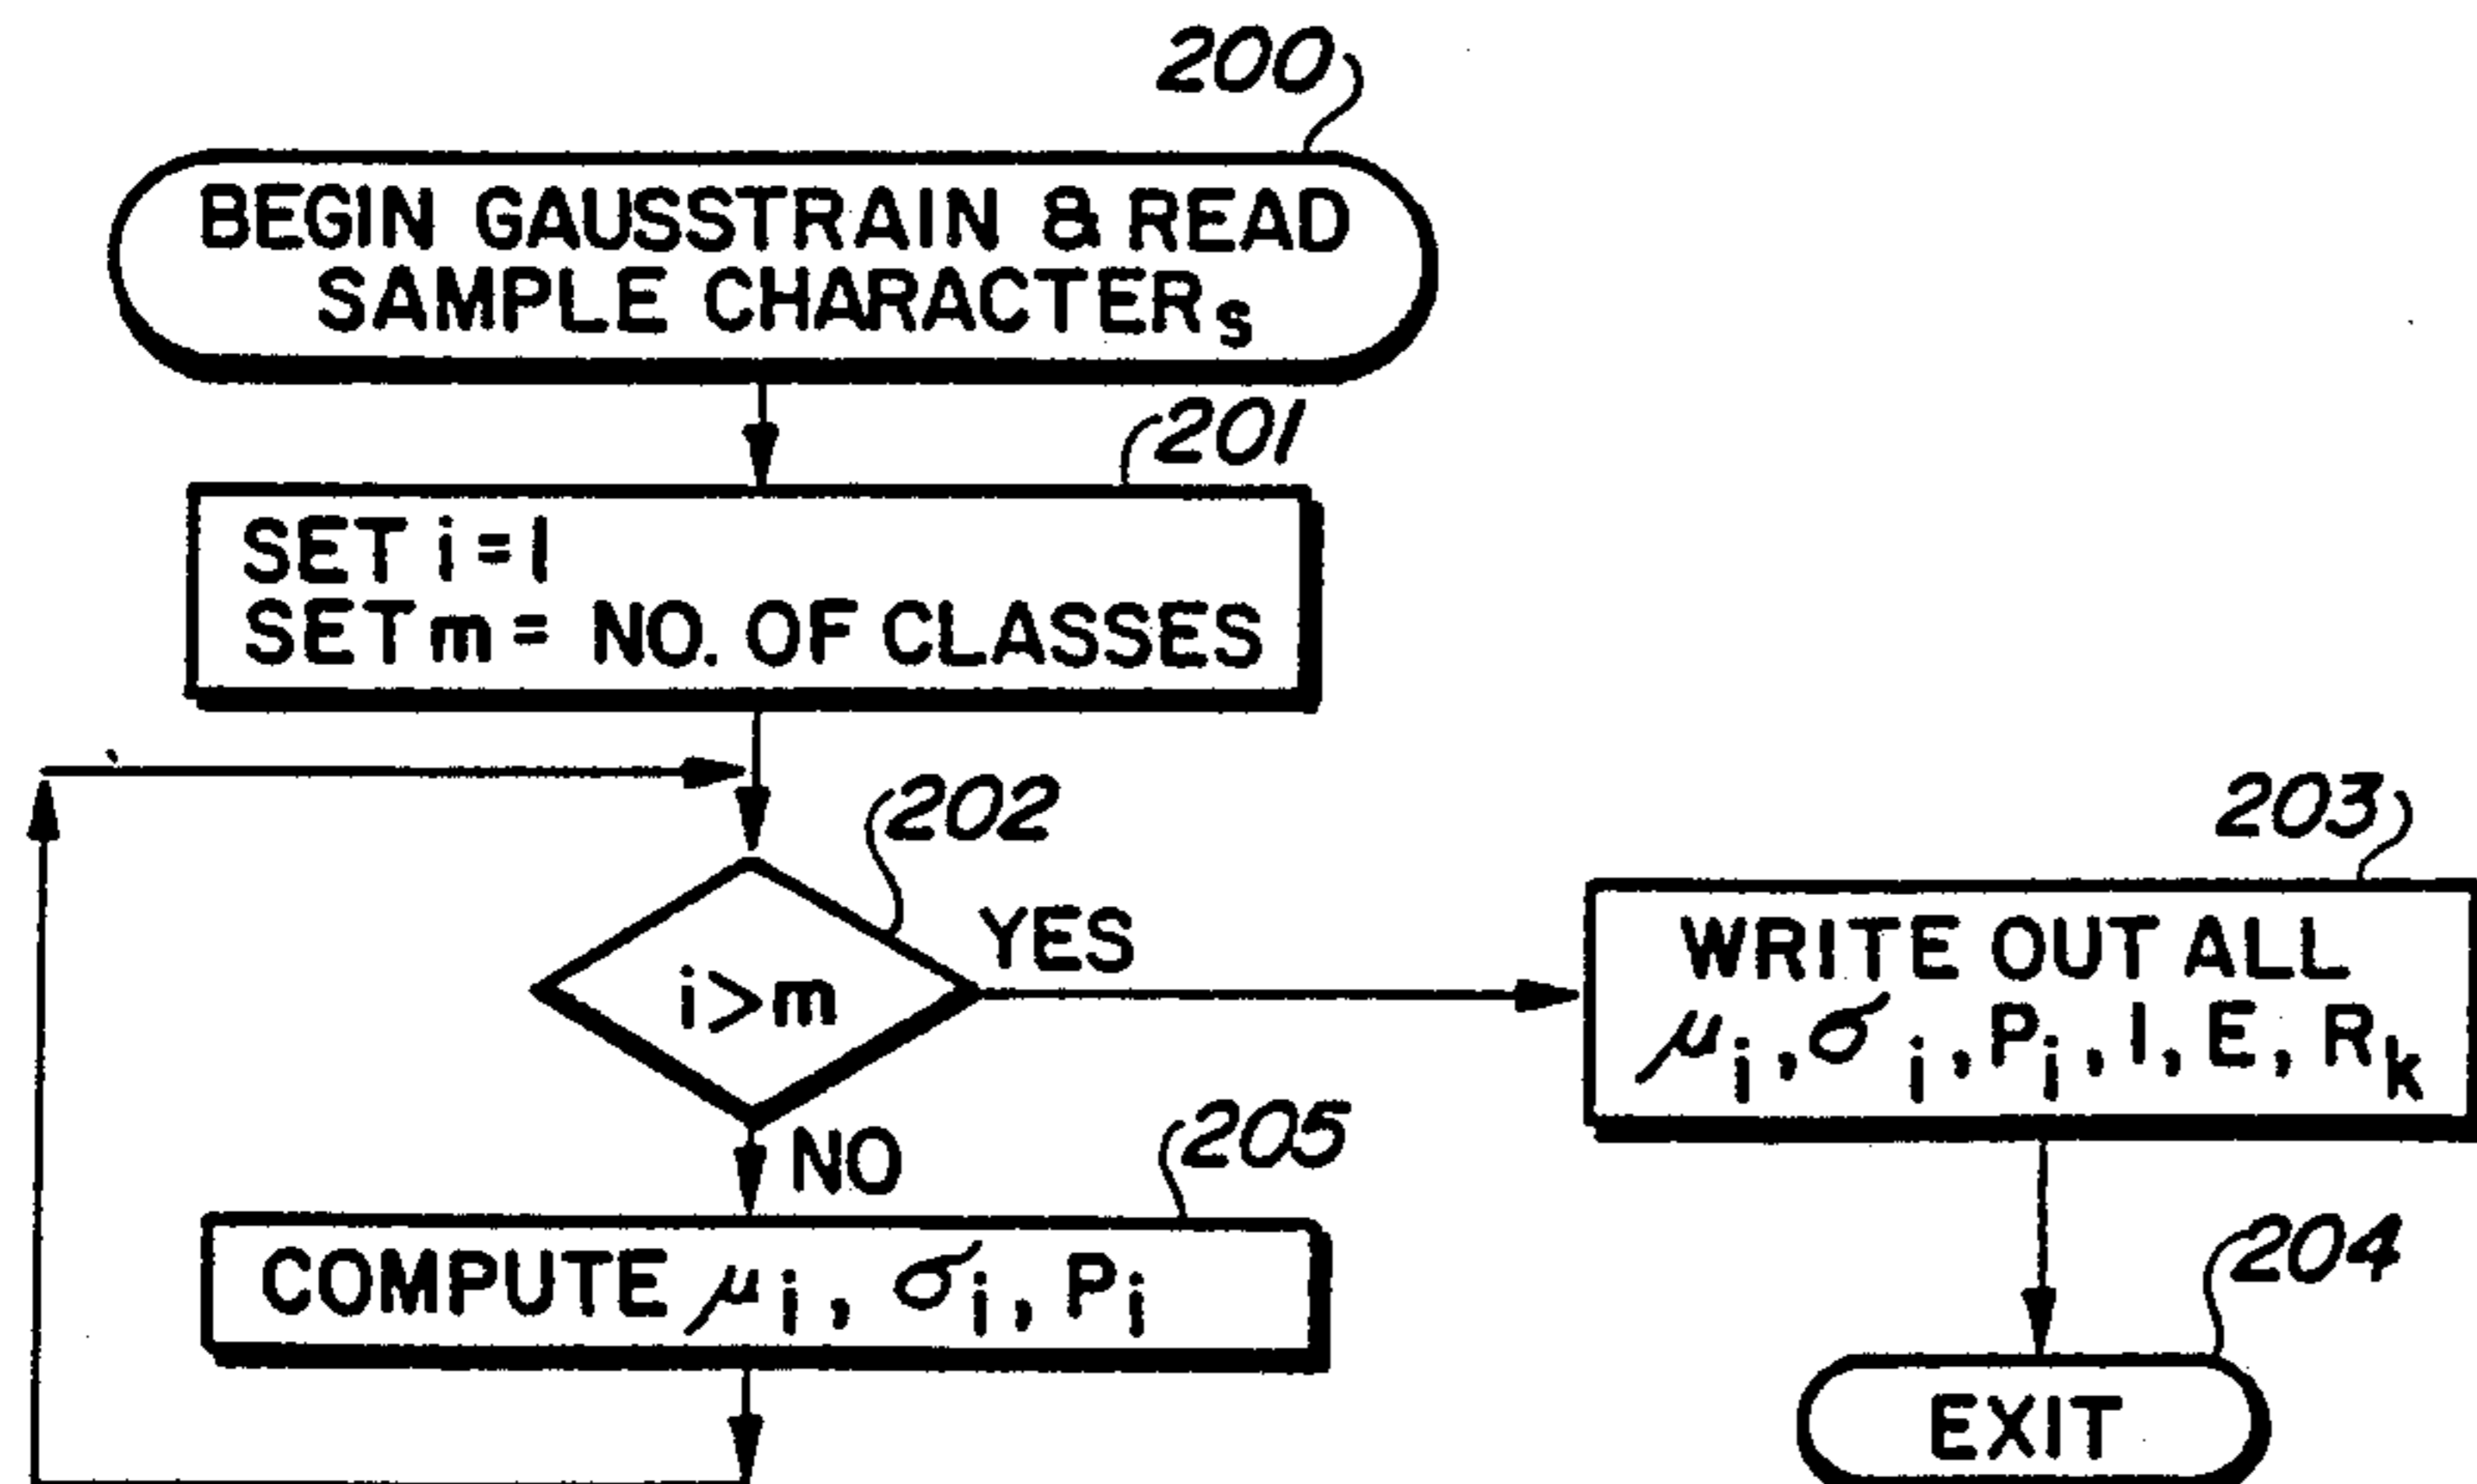 200
BEGIN GAUSSTRAIN & READ
SAMPLE CHARACTERs
201
SET i = 1
SET m = NO. OF CLASSES
202
i>m
YES
203
WRITE OUT ALL
μi, σi, Pi, I, E, Rk
NO
205
COMPUTE μi, σi, Pi
204
EXIT